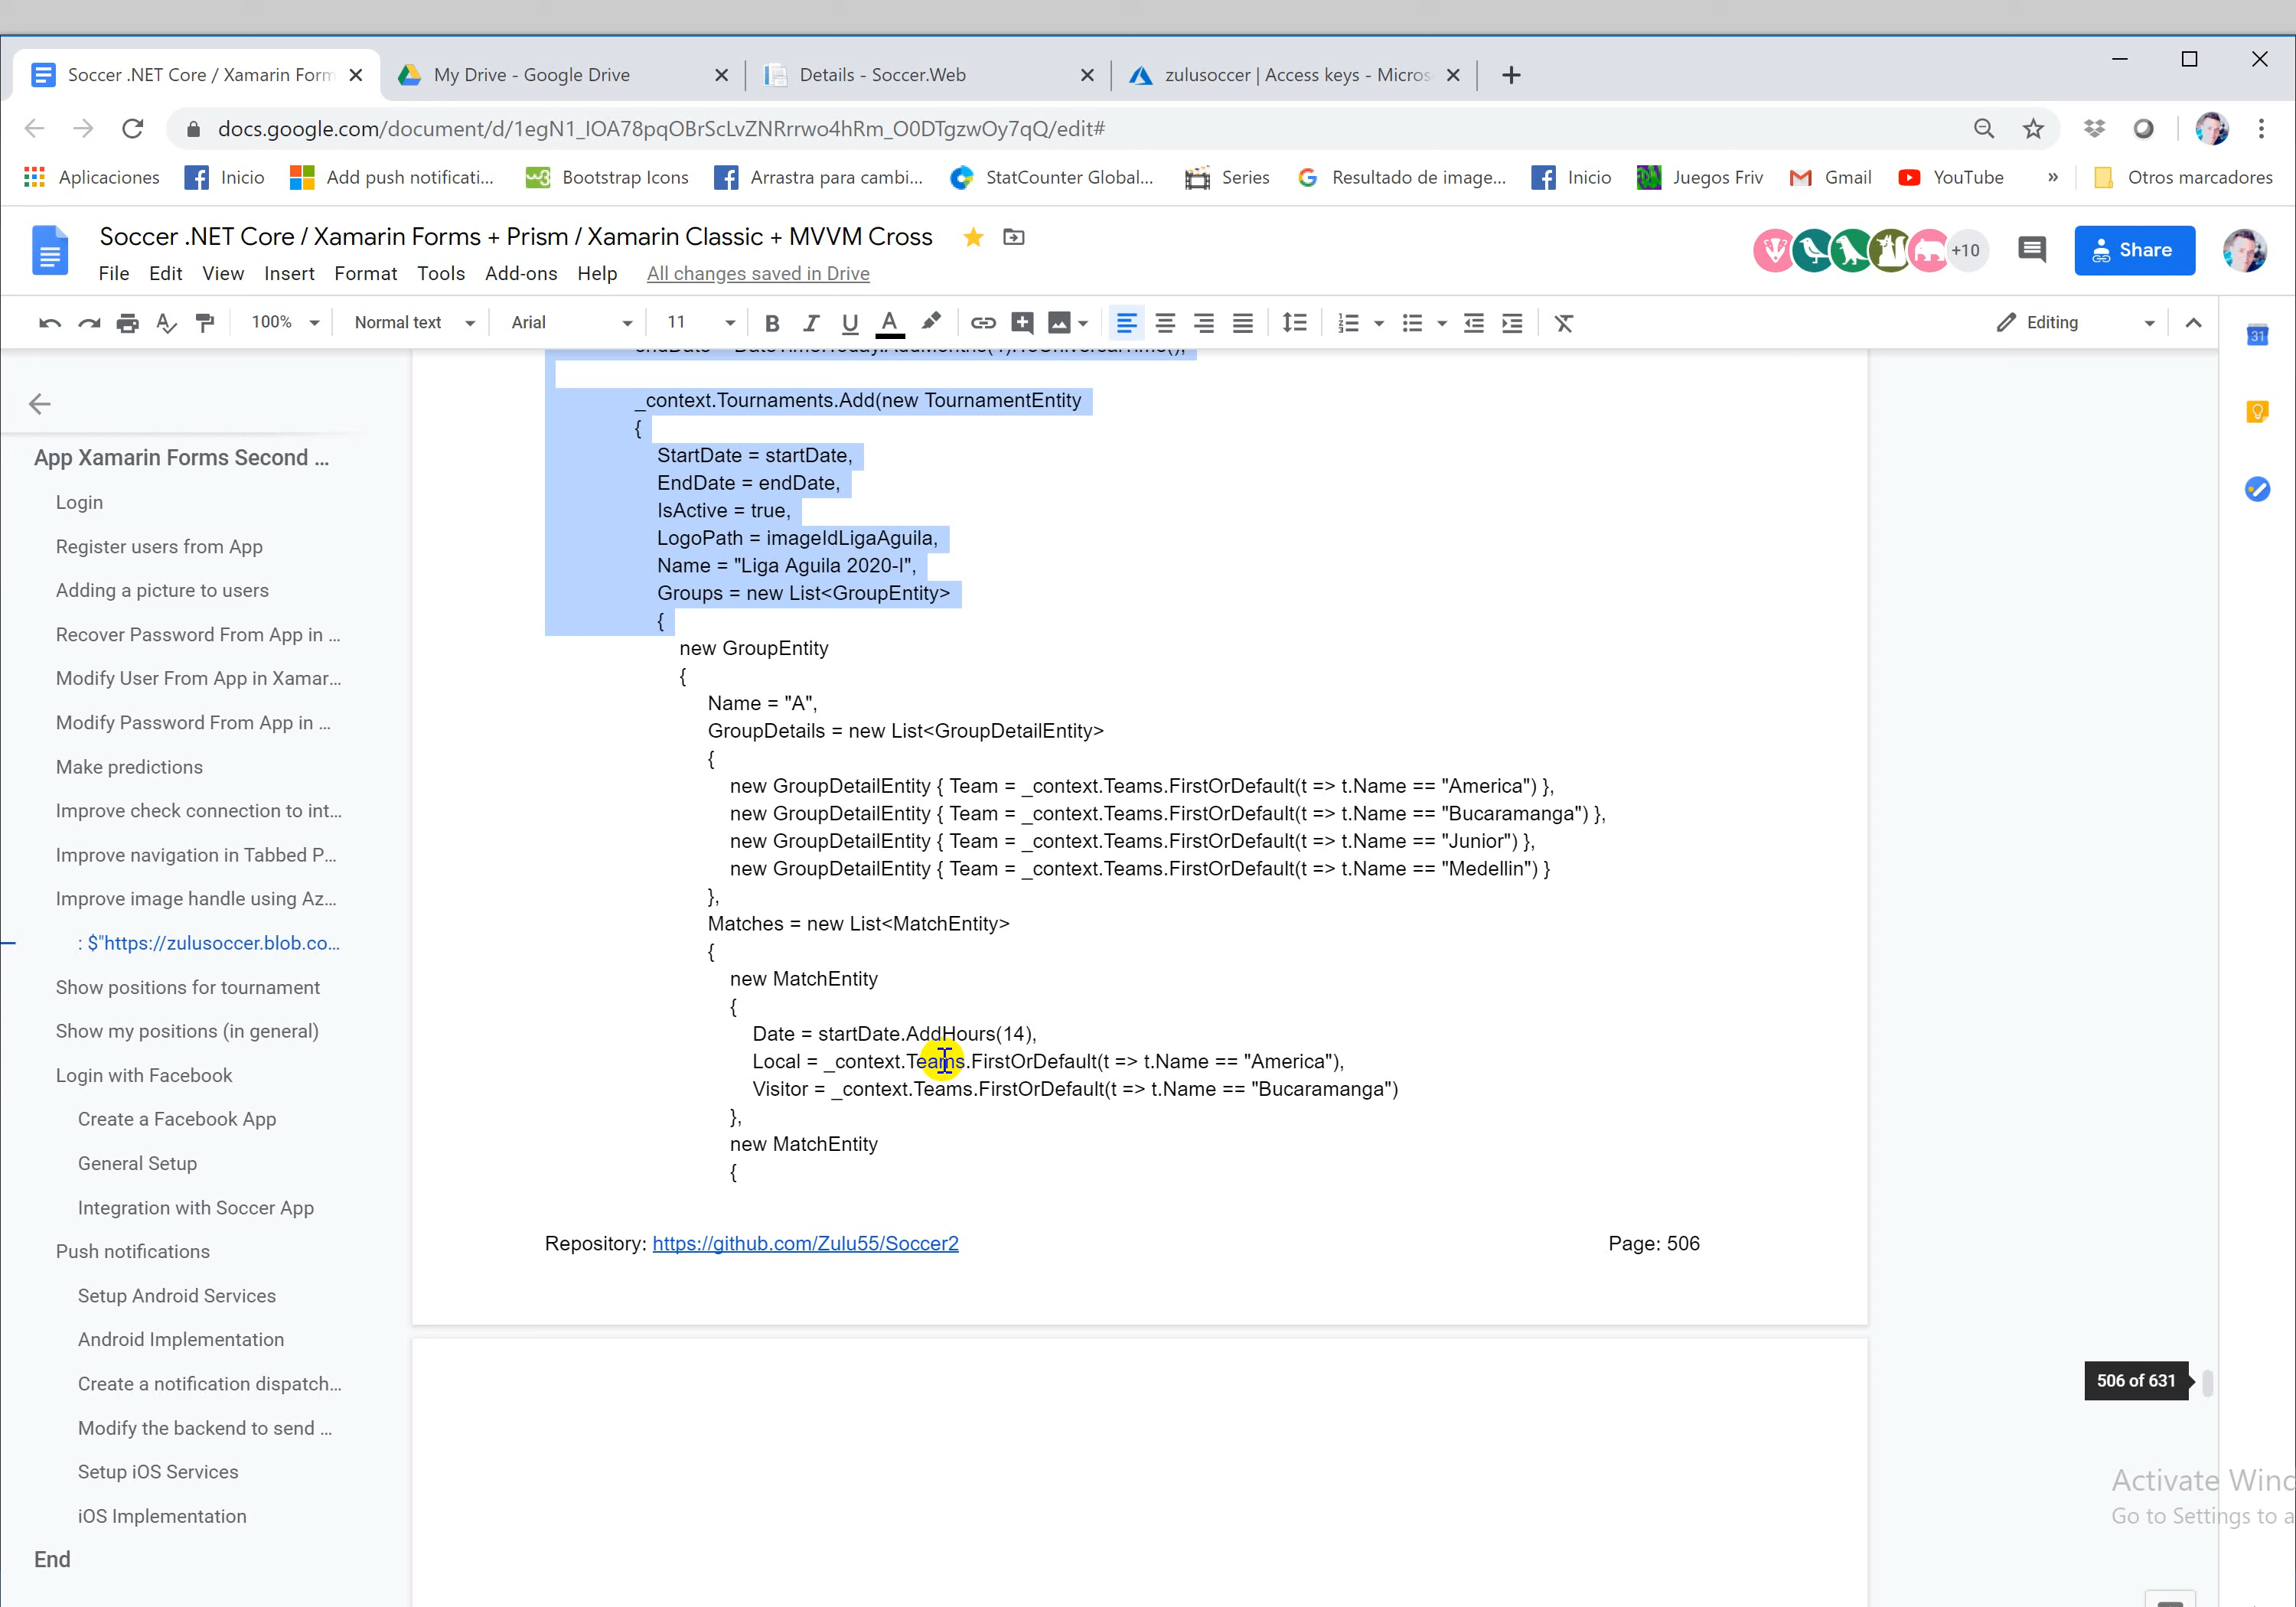 Soccer .NET Core / Xamarin Form
My Drive - Google Drive
Details - Soccer.Web
zulusoccer | Access keys - Micros
docs.google.com/document/d/1egN1_IOA78pqOBrScLvZNRrrwo4hRm_O0DTgzwOy7qQ/edit#
Aplicaciones
Inicio
Add push notificati...
Bootstrap Icons
Arrastra para cambi...
StatCounter Global...
Series
Resultado de image...
Inicio
Juegos Friv
Gmail
YouTube
»
Otros marcadores
Soccer .NET Core / Xamarin Forms + Prism / Xamarin Classic + MVVM Cross
+10
Share
File Edit View Insert Format Tools Add-ons Help All changes saved in Drive
100% Normal text Arial 11 B I U A Editing
31
App Xamarin Forms Second ...
Login
Register users from App
Adding a picture to users
Recover Password From App in ...
Modify User From App in Xamar...
Modify Password From App in ...
Make predictions
Improve check connection to int...
Improve navigation in Tabbed P...
Improve image handle using Az...
: $"https://zulusoccer.blob.co...
Show positions for tournament
Show my positions (in general)
Login with Facebook
Create a Facebook App
General Setup
Integration with Soccer App
Push notifications
Setup Android Services
Android Implementation
Create a notification dispatch...
Modify the backend to send ...
Setup iOS Services
iOS Implementation
End
_context.Tournaments.Add(new TournamentEntity
{
StartDate = startDate,
EndDate = endDate,
IsActive = true,
LogoPath = imageIdLigaAguila,
Name = "Liga Aguila 2020-I",
Groups = new List<GroupEntity>
{
new GroupEntity
{
Name = "A",
GroupDetails = new List<GroupDetailEntity>
{
new GroupDetailEntity { Team = _context.Teams.FirstOrDefault(t => t.Name == "America") },
new GroupDetailEntity { Team = _context.Teams.FirstOrDefault(t => t.Name == "Bucaramanga") },
new GroupDetailEntity { Team = _context.Teams.FirstOrDefault(t => t.Name == "Junior") },
new GroupDetailEntity { Team = _context.Teams.FirstOrDefault(t => t.Name == "Medellin") }
},
Matches = new List<MatchEntity>
{
new MatchEntity
{
Date = startDate.AddHours(14),
Local = _context.Teams.FirstOrDefault(t => t.Name == "America"),
Visitor = _context.Teams.FirstOrDefault(t => t.Name == "Bucaramanga")
},
new MatchEntity
{
Repository: https://github.com/Zulu55/Soccer2
Page: 506
506 of 631
Activate Wind
Go to Settings to a